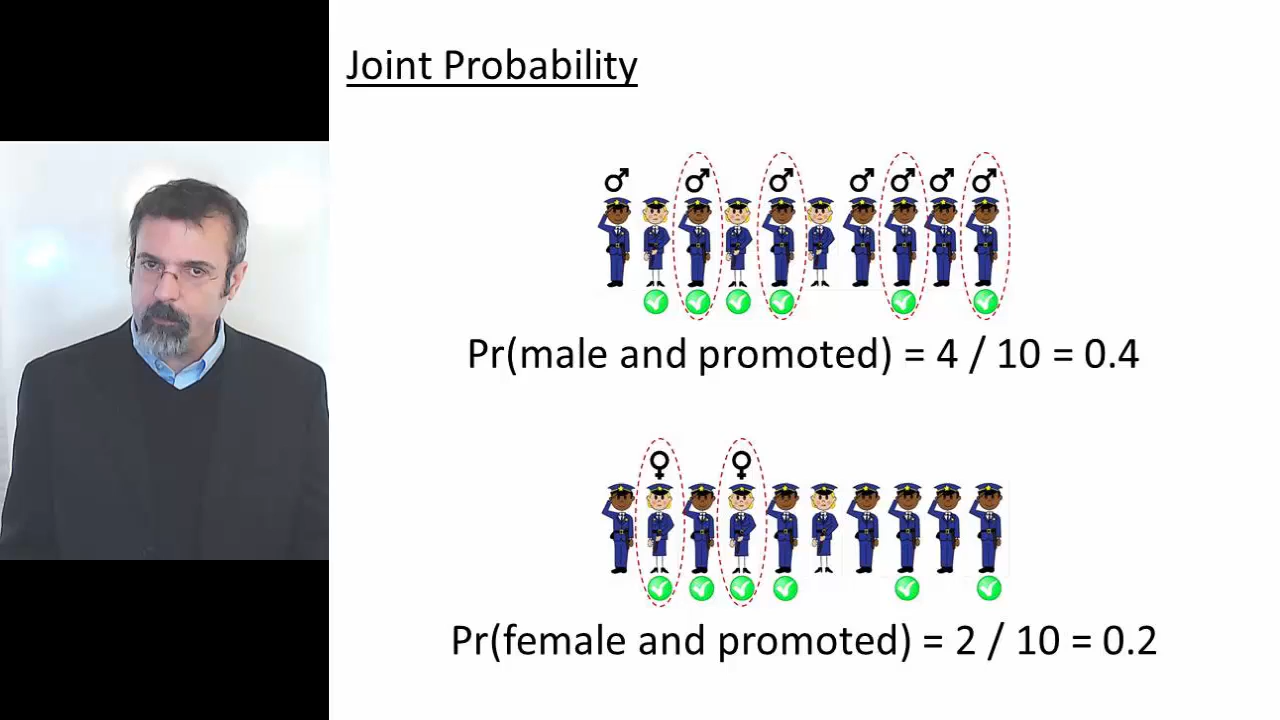 Joint Probability
Pr(male and promoted) = 4 / 10 = 0.4
Pr(female and promoted) = 2 / 10 = 0.2